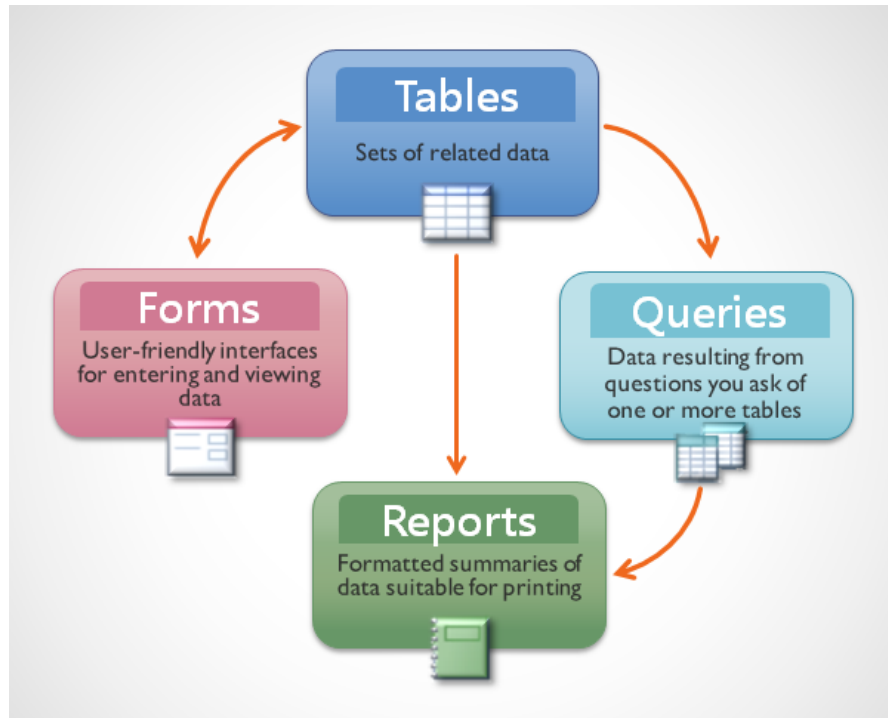 Tables
Sets of related data
Forms
User-friendly interfaces
for entering and viewing
data
Queries
Data resulting from
questions you ask of
one or more tables
Reports
Formatted summaries of
data suitable for printing